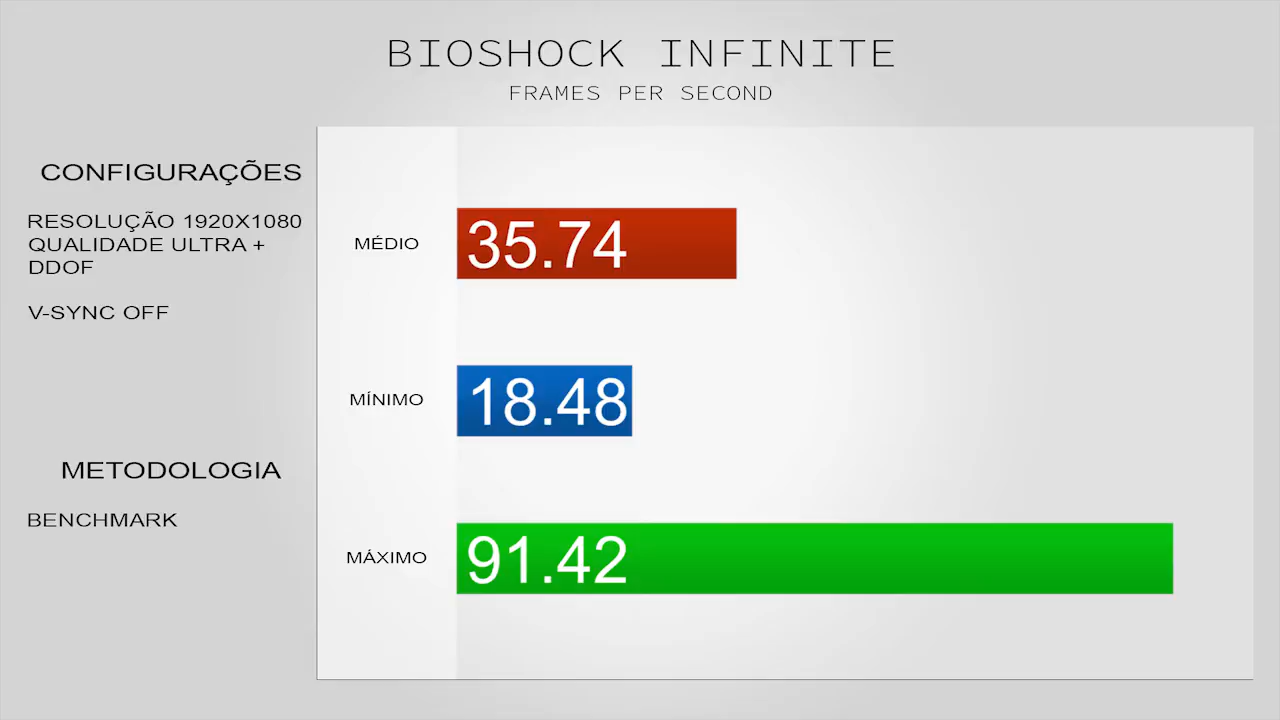 BIOSHOCK INFINITE
FRAMES PER SECOND
CONFIGURAÇÕES
RESOLUÇÃO 1920X1080
QUALIDADE ULTRA +
DDOF
V-SYNC OFF
METODOLOGIA
BENCHMARK
MÉDIO 35.74
MÍNIMO 18.48
MÁXIMO 91.42